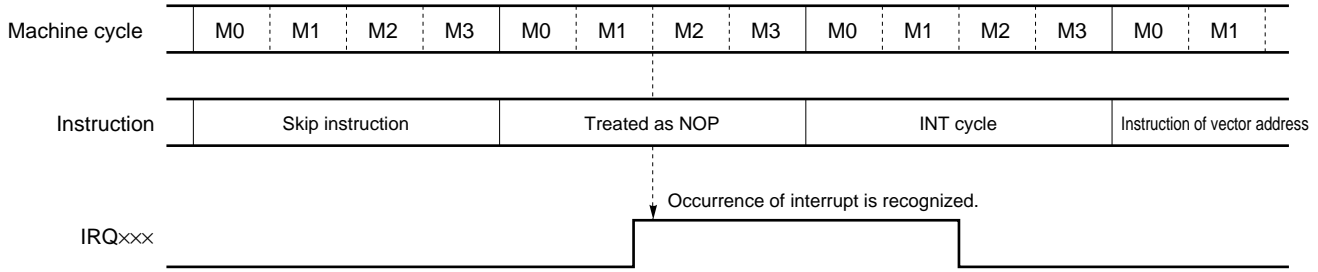 Machine cycle M0 M1 M2 M3 M0 M1 M2 M3 M0 M1 M2 M3 M0 M1
Instruction Skip instruction Treated as NOP INT cycle Instruction of vector address
Occurrence of interrupt is recognized.
IRQ×××